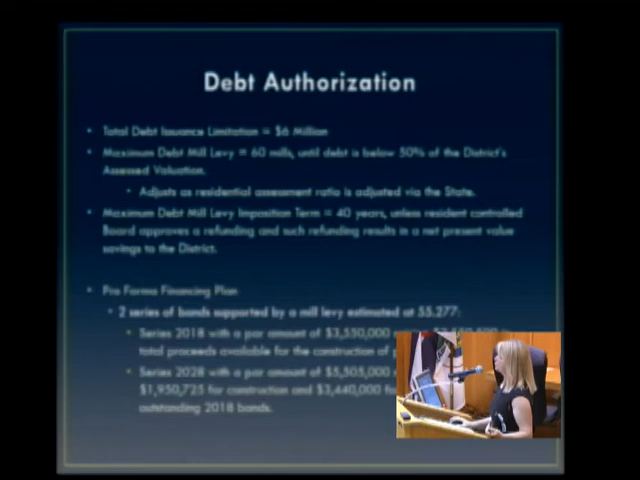 Debt Authorization
• Total Debt Issuance Limitation = $6 Million
• Maximum Debt Mill Levy = 60 mills, until debt is below 50% of the District's
Assessed Valuation.
• Adjusts as residential assessment ratio is adjusted via the State.
• Maximum Debt Mill Levy Imposition Term = 40 years, unless resident controlled
Board approves a refunding and such refunding results in a net present value
savings to the District.
• Pro Forma Financing Plan
• 2 series of bonds supported by a mill levy estimated at 55.277:
• Series 2018 with a par amount of $3,550,000
total proceeds available for the construction of
• Series 2028 with a par amount of $5,505,000
$1,950,725 for construction and $3,440,000
outstanding 2018 bonds.